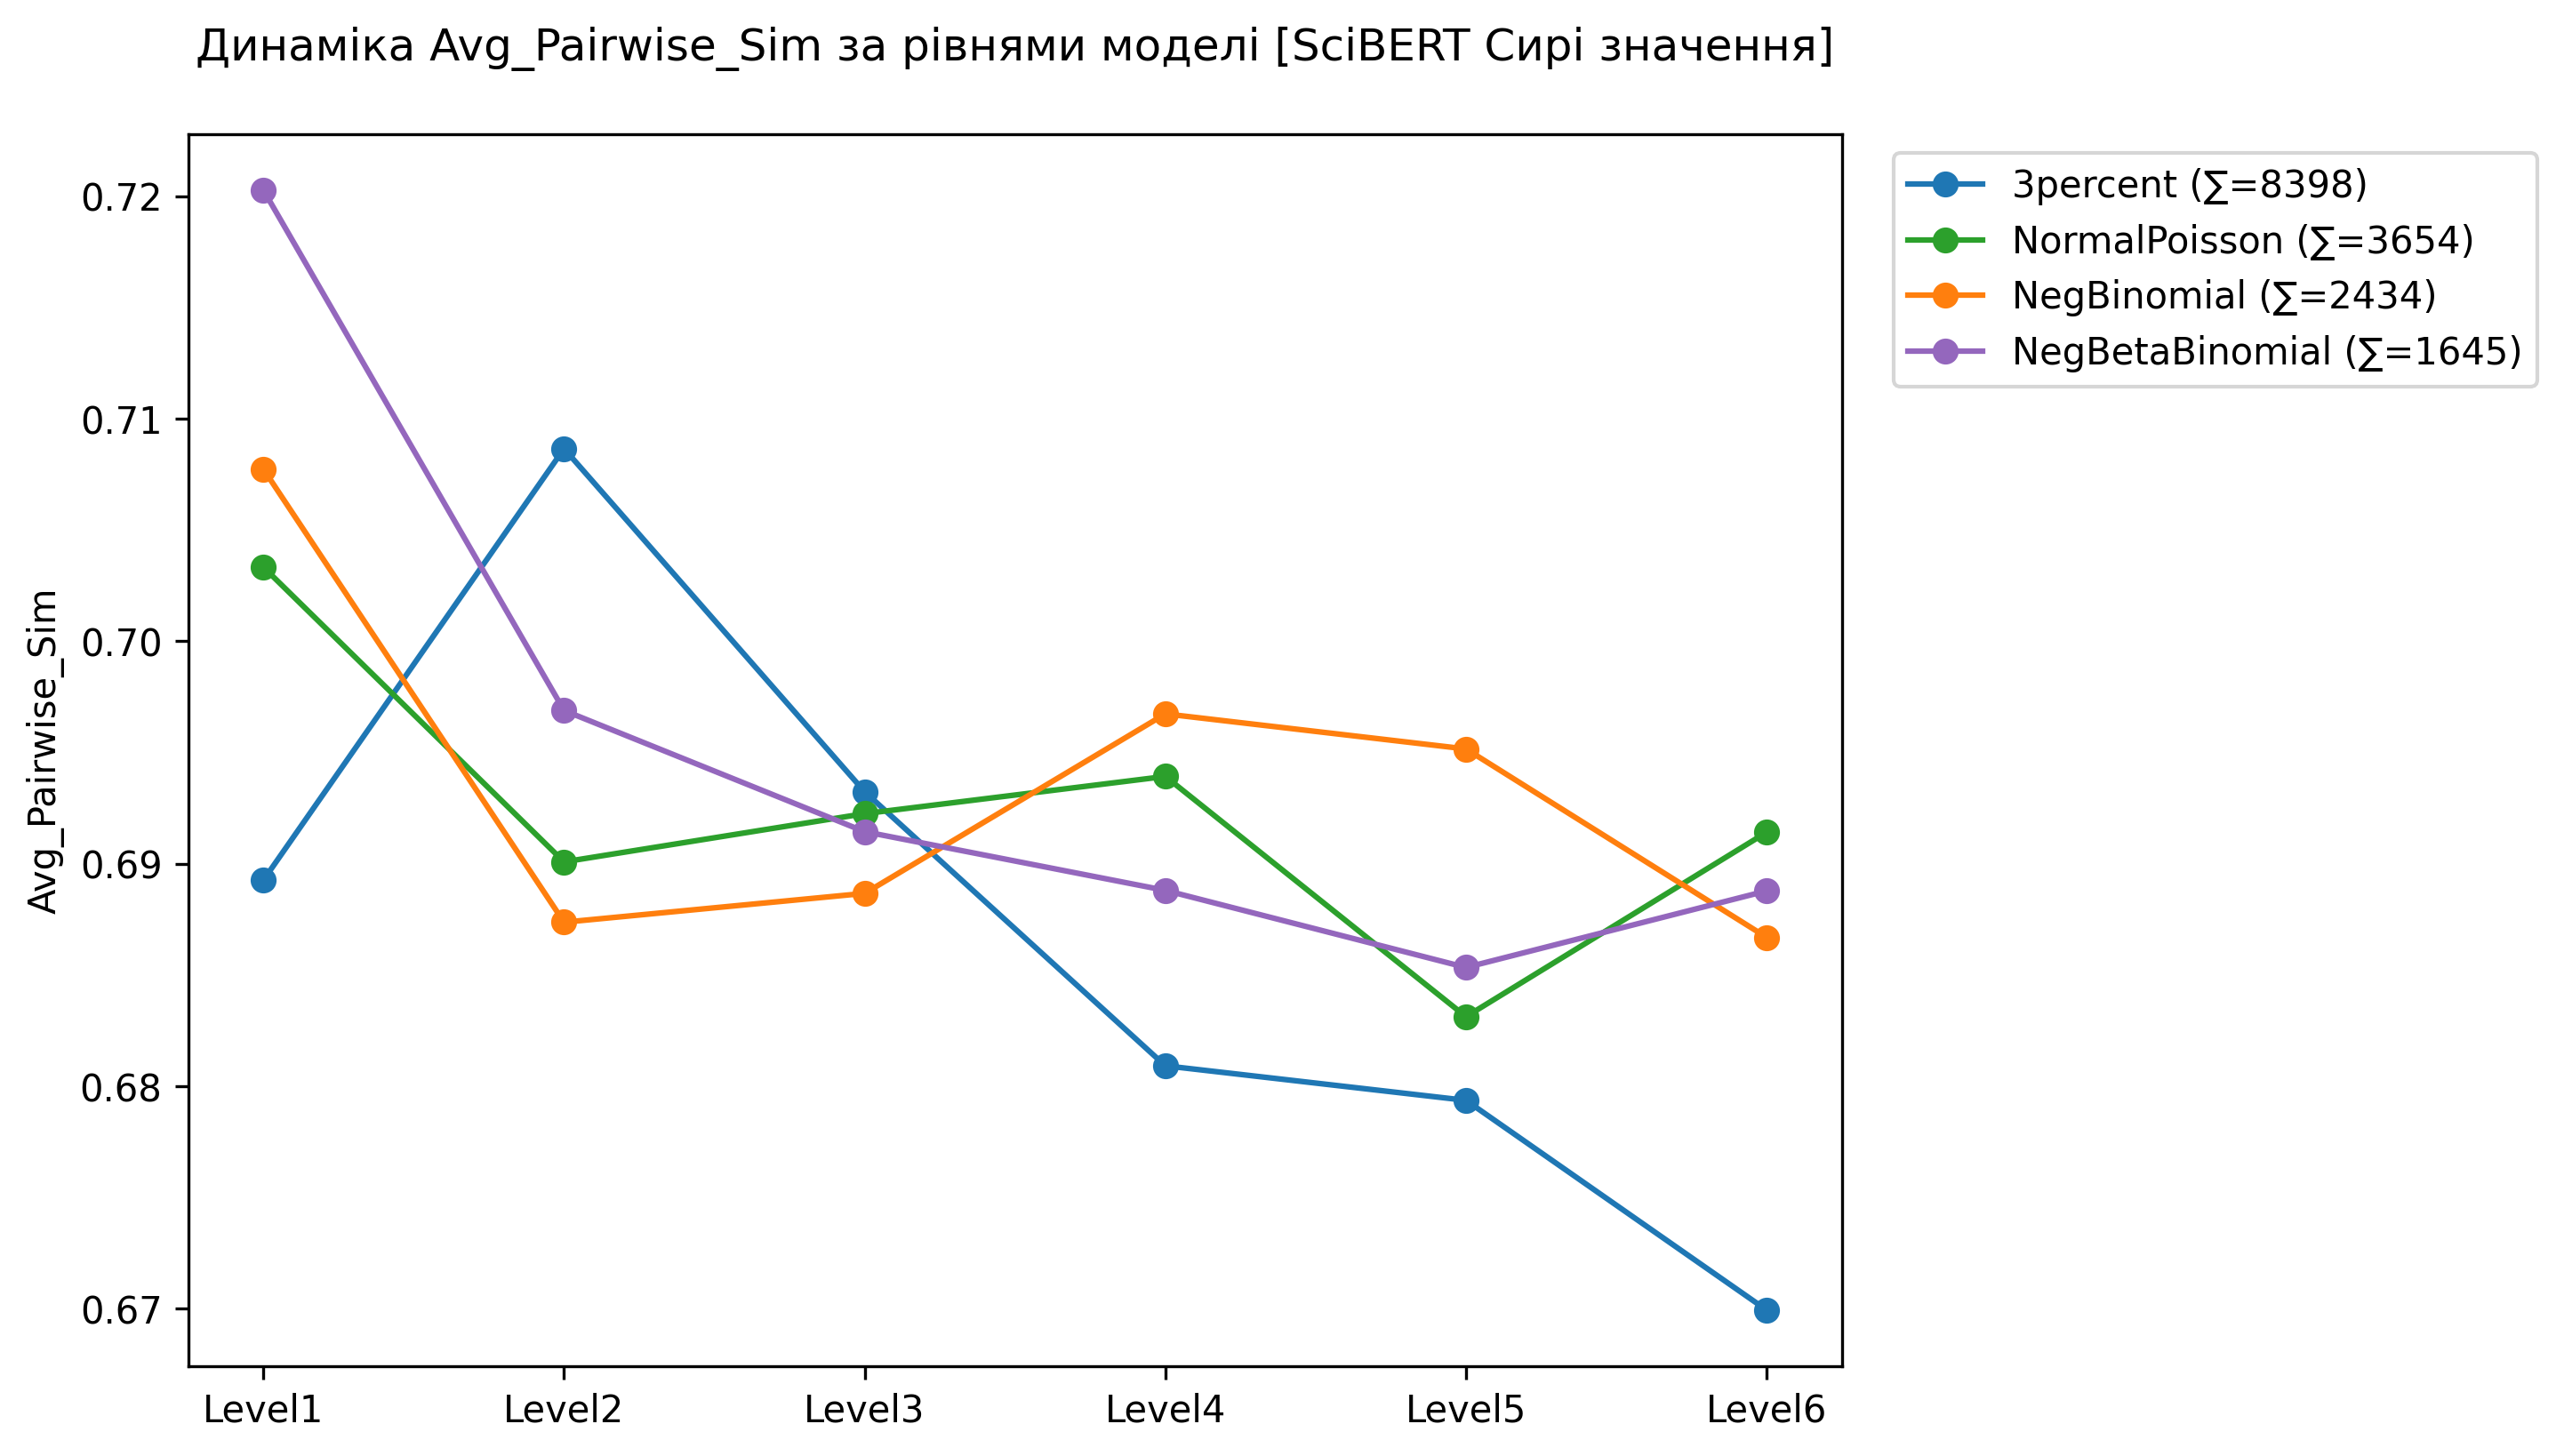 Динаміка Avg_Pairwise_Sim за рівнями моделі [SciBERT Сирі значення]
Avg_Pairwise_Sim
0.72
0.71
0.70
0.69
0.68
0.67
Level1 Level2 Level3 Level4 Level5 Level6
3percent (∑=8398)
NormalPoisson (∑=3654)
NegBinomial (∑=2434)
NegBetaBinomial (∑=1645)